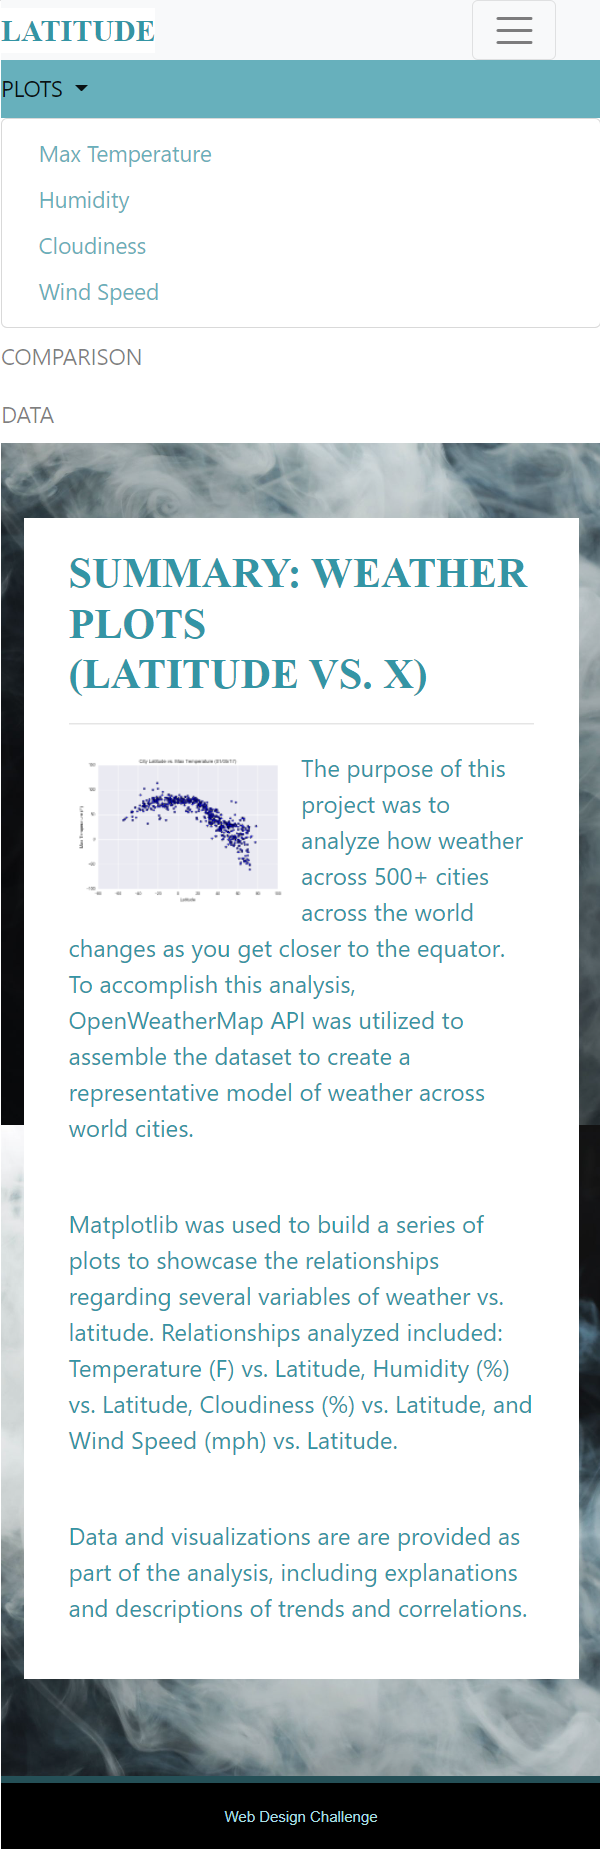 LATITUDE
PLOTS
Max Temperature
Humidity
Cloudiness
Wind Speed
COMPARISON
DATA
SUMMARY: WEATHER
PLOTS
(LATITUDE VS. X)
City Latitude vs. Max Temperature
Latitude
The purpose of this
project was to
analyze how weather
across 500+ cities
across the world
changes as you get closer to the equator.
To accomplish this analysis,
OpenWeatherMap API was utilized to
assemble the dataset to create a
representative model of weather across
world cities.
Matplotlib was used to build a series of
plots to showcase the relationships
regarding several variables of weather vs.
latitude. Relationships analyzed included:
Temperature (F) vs. Latitude, Humidity (%)
vs. Latitude, Cloudiness (%) vs. Latitude, and
Wind Speed (mph) vs. Latitude.
Data and visualizations are are provided as
part of the analysis, including explanations
and descriptions of trends and correlations.
Web Design Challenge